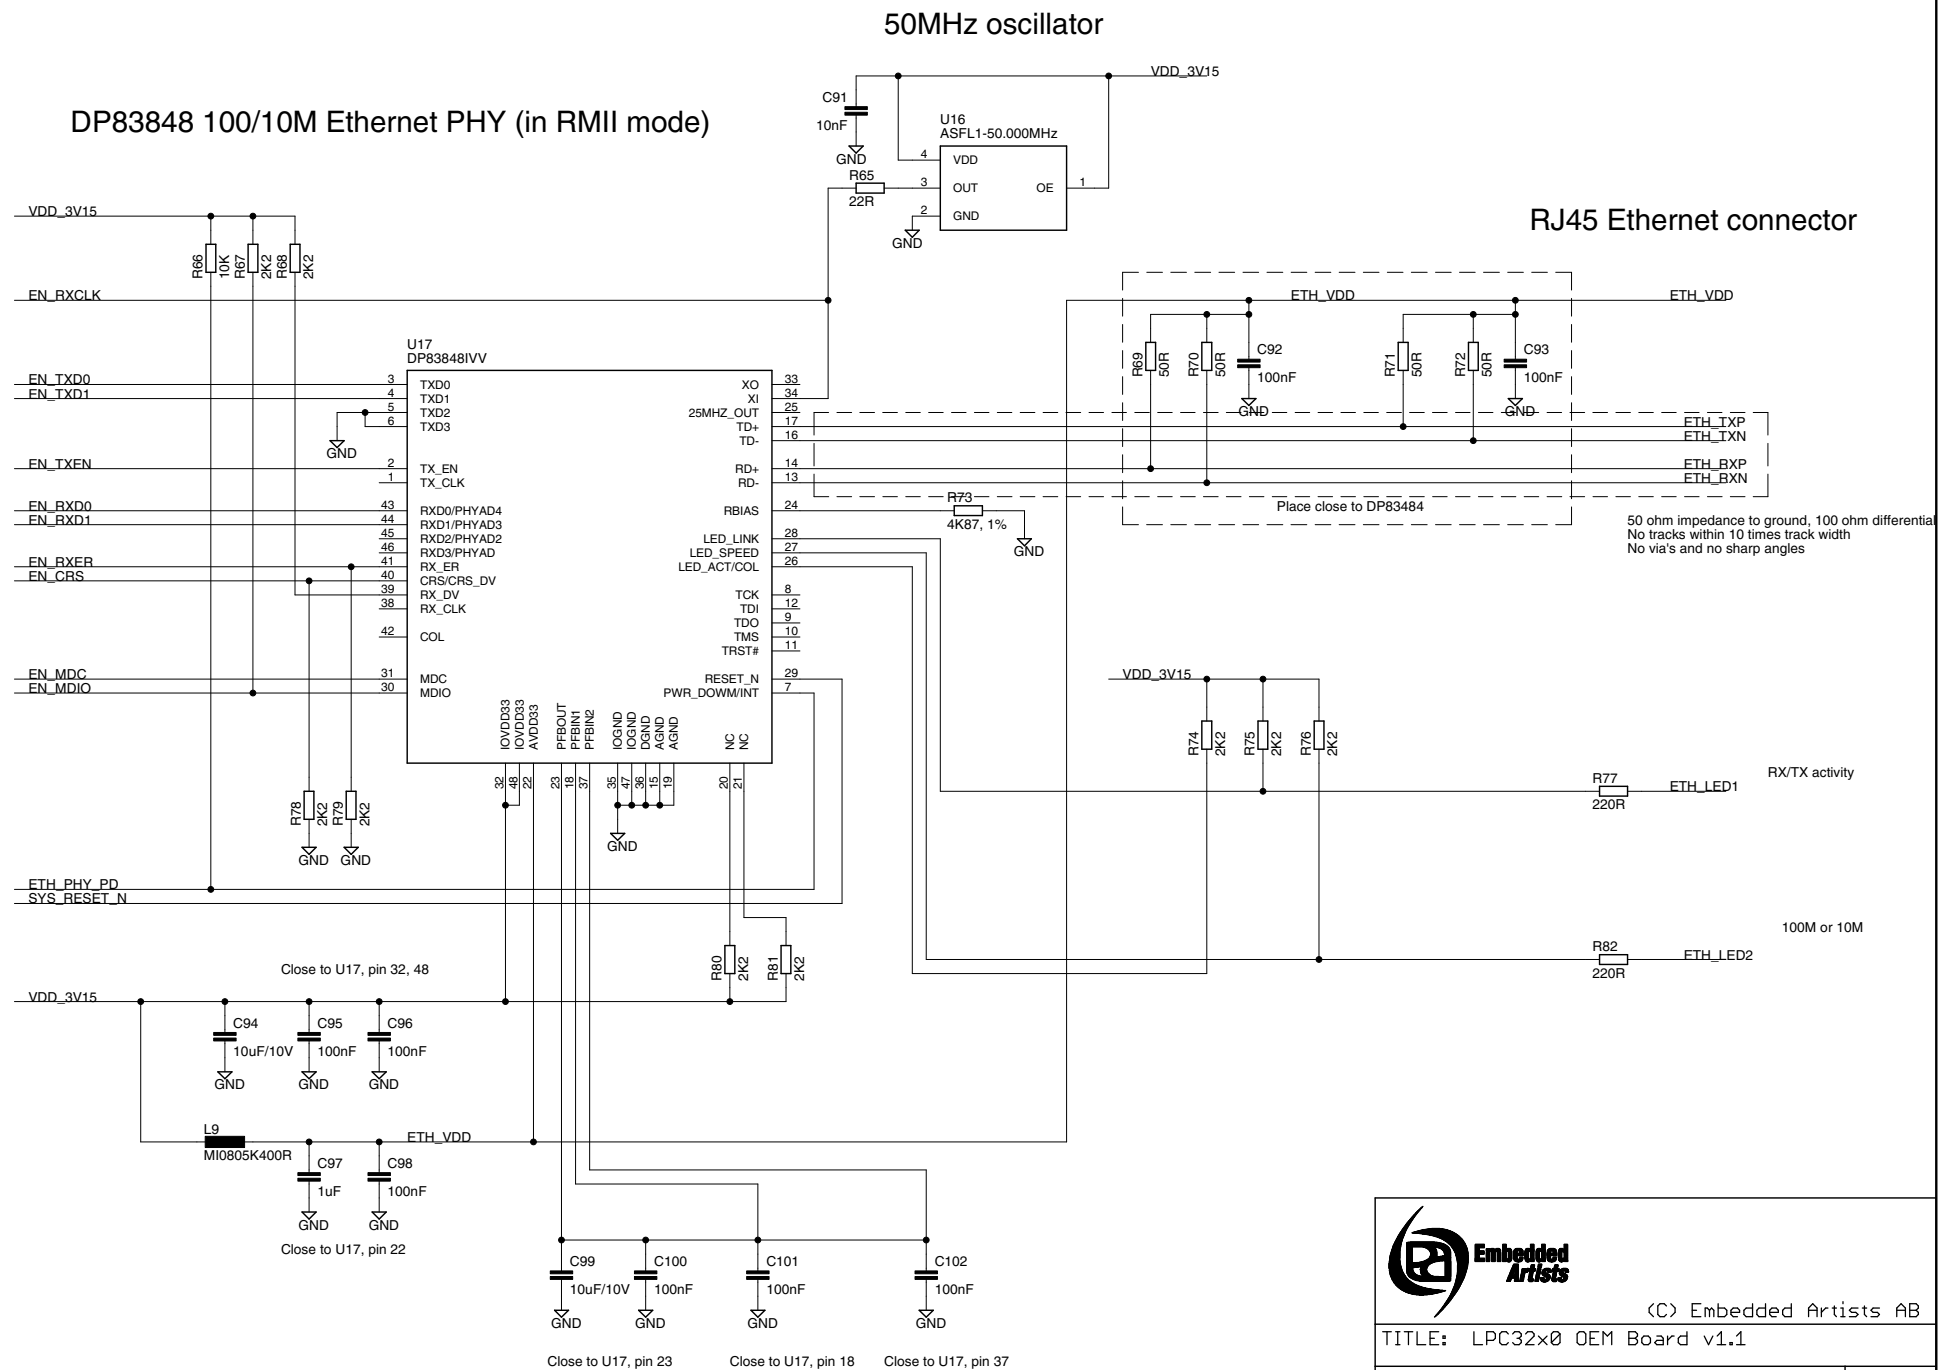 50MHz oscillator
DP83848 100/10M Ethernet PHY (in RMII mode)
RJ45 Ethernet connector
VDD_3V15
C91
10nF
GND
U16
ASFL1-50.000MHz
4 VDD
3 OUT OE 1
2 GND
R65
22R
GND
VDD_3V15
R66
10K
R67
2K2
R68
2K2
EN_RXCLK
EN_TXD0
EN_TXD1
GND
EN_TXEN
EN_RXD0
EN_RXD1
EN_RXER
EN_CRS
EN_MDC
EN_MDIO
U17
DP83848IVV
3 TXD0
4 TXD1
5 TXD2
6 TXD3
2 TX_EN
1 TX_CLK
43 RXD0/PHYAD4
44 RXD1/PHYAD3
45 RXD2/PHYAD2
46 RXD3/PHYAD
41 RX_ER
40 CRS/CRS_DV
39 RX_DV
38 RX_CLK
42 COL
31 MDC
30 MDIO
XO 33
XI 34
25MHZ_OUT 25
TD+ 17
TD- 16
RD+ 14
RD- 13
RBIAS 24
LED_LINK 28
LED_SPEED 27
LED_ACT/COL 26
TCK 8
TDI 12
TDO 9
TMS 10
TRST# 11
RESET_N 29
PWR_DOWM/INT 7
IOVDD33 32
IOVDD33 48
AVDD33 22
PFBOUT 23
PFBIN1 18
PFBIN2 37
IOGND 35
IOGND 47
DGND 36
AGND 15
AGND 19
NC 20
NC 21
GND
ETH_VDD
ETH_VDD
R69
50R
R70
50R
C92
100nF
GND
R71
50R
R72
50R
C93
100nF
GND
ETH_TXP
ETH_TXN
ETH_RXP
ETH_RXN
R73
4K87, 1%
GND
Place close to DP83484
50 ohm impedance to ground, 100 ohm differential
No tracks within 10 times track width
No via's and no sharp angles
VDD_3V15
R74
2K2
R75
2K2
R76
2K2
R77
220R
ETH_LED1
RX/TX activity
R82
220R
ETH_LED2
100M or 10M
R78
2K2
GND
R79
2K2
GND
ETH_PHY_PD
SYS_RESET_N
R80
2K2
R81
2K2
Close to U17, pin 32, 48
VDD_3V15
C94
10uF/10V
GND
C95
100nF
GND
C96
100nF
GND
L9
MI0805K400R
ETH_VDD
C97
1uF
GND
C98
100nF
GND
Close to U17, pin 22
C99
10uF/10V
GND
C100
100nF
GND
C101
100nF
GND
C102
100nF
GND
Close to U17, pin 23
Close to U17, pin 18
Close to U17, pin 37
Embedded
Artists
(C) Embedded Artists AB
TITLE: LPC32x0 OEM Board v1.1